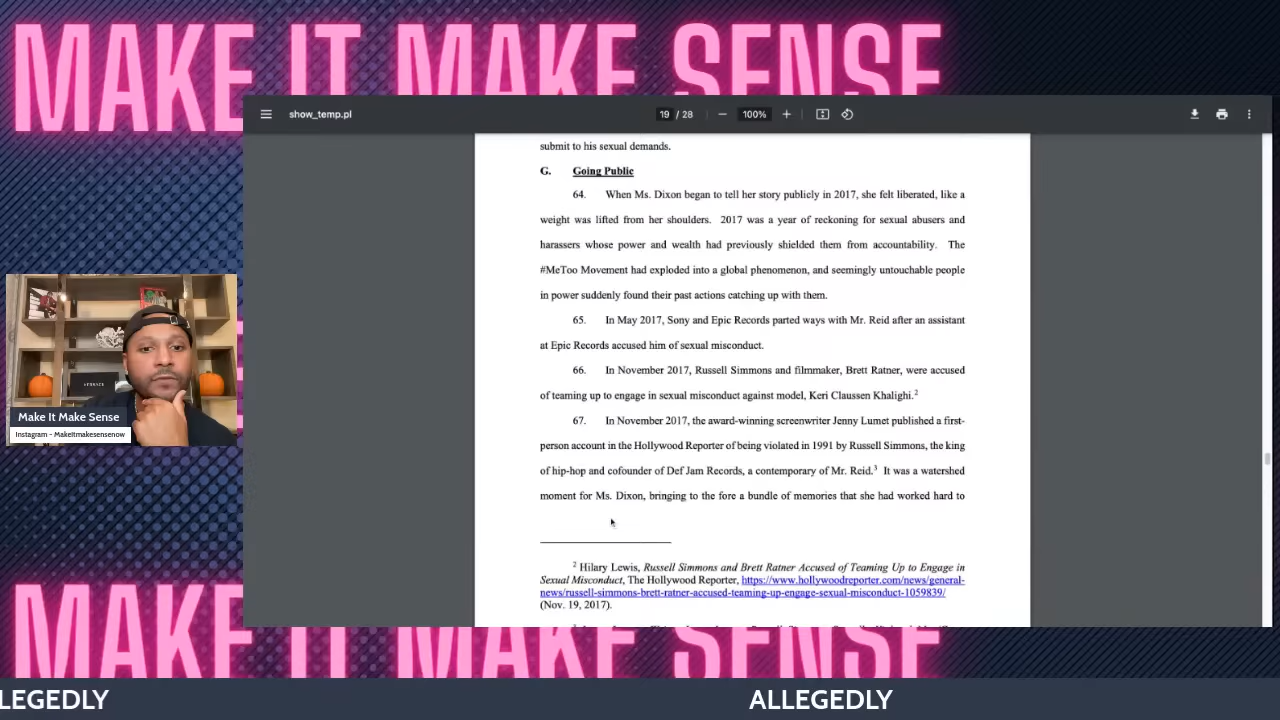 MAKE IT MAKE SENSE
show_temp.pl
19 / 28
100%
submit to his sexual demands.
G. Going Public
64. When Ms. Dixon began to tell her story publicly in 2017, she felt liberated, like a
weight was lifted from her shoulders. 2017 was a year of reckoning for sexual abusers and
harassers whose power and wealth had previously shielded them from accountability. The
#MeToo Movement had exploded into a global phenomenon, and seemingly untouchable people
in power suddenly found their past actions catching up with them.
65. In May 2017, Sony and Epic Records parted ways with Mr. Reid after an assistant
at Epic Records accused him of sexual misconduct.
66. In November 2017, Russell Simmons and filmmaker, Brett Ratner, were accused
of teaming up to engage in sexual misconduct against model, Keri Claussen Khalighi.2
67. In November 2017, the award-winning screenwriter Jenny Lumet published a first-
person account in the Hollywood Reporter of being violated in 1991 by Russell Simmons, the king
of hip-hop and cofounder of Def Jam Records, a contemporary of Mr. Reid.3 It was a watershed
moment for Ms. Dixon, bringing to the fore a bundle of memories that she had worked hard to
2 Hilary Lewis, Russell Simmons and Brett Ratner Accused of Teaming Up to Engage in
Sexual Misconduct, The Hollywood Reporter, https://www.hollywoodreporter.com/news/general-
news/russell-simmons-brett-ratner-accused-teaming-up-engage-sexual-misconduct-1059839/
(Nov. 19, 2017).
Make It Make Sense
Instagram - MakeItmakesensenow
MAKE IT MAKE SENSE
LEGEDLY
ALLEGEDLY